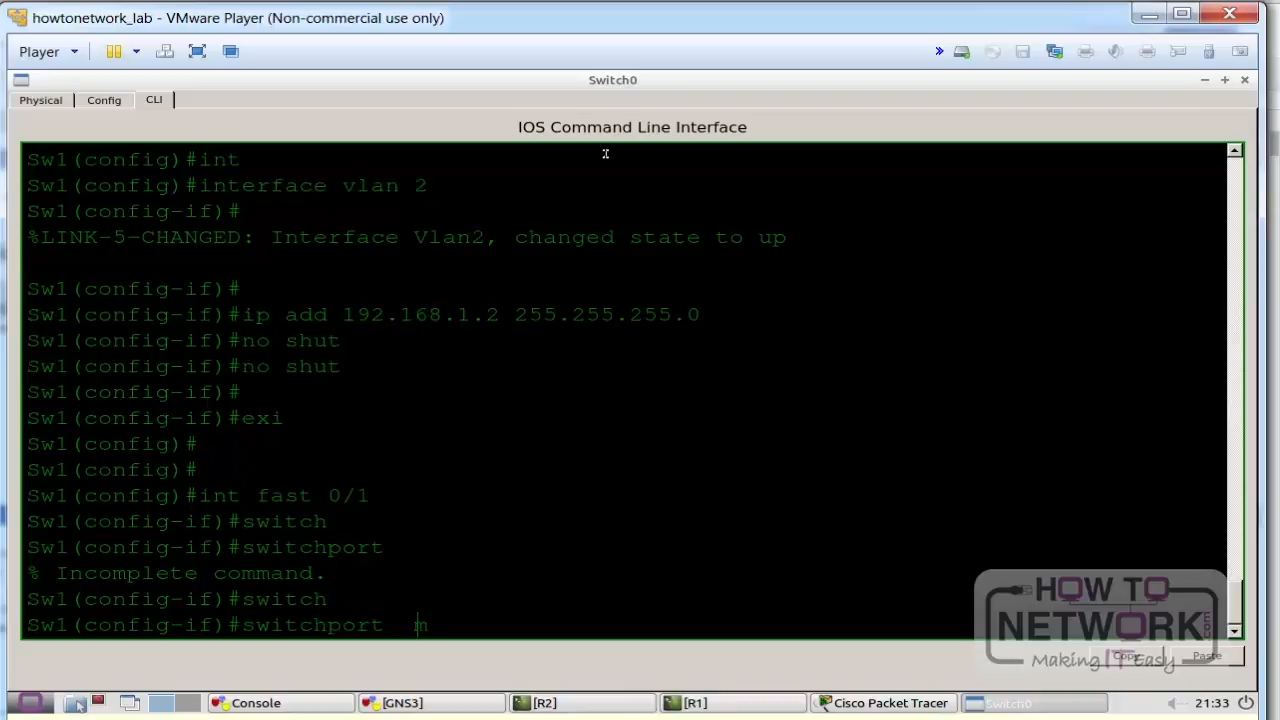 howtonetwork_lab - VMware Player (Non-commercial use only)
Player
Switch0
Physical
Config
CLI
IOS Command Line Interface
Sw1(config)#int
Sw1(config)#interface vlan 2
Sw1(config-if)#
%LINK-5-CHANGED: Interface Vlan2, changed state to up
Sw1(config-if)#
Sw1(config-if)#ip add 192.168.1.2 255.255.255.0
Sw1(config-if)#no shut
Sw1(config-if)#no shut
Sw1(config-if)#
Sw1(config-if)#exi
Sw1(config)#
Sw1(config)#
Sw1(config)#int fast 0/1
Sw1(config-if)#switch
Sw1(config-if)#switchport
% Incomplete command.
Sw1(config-if)#switch
Sw1(config-if)#switchport  m
HOW TO
NETWORK.com
Making IT Easy
Copy
Paste
Console
[GNS3]
[R2]
[R1]
Cisco Packet Tracer
Switch0
21:33